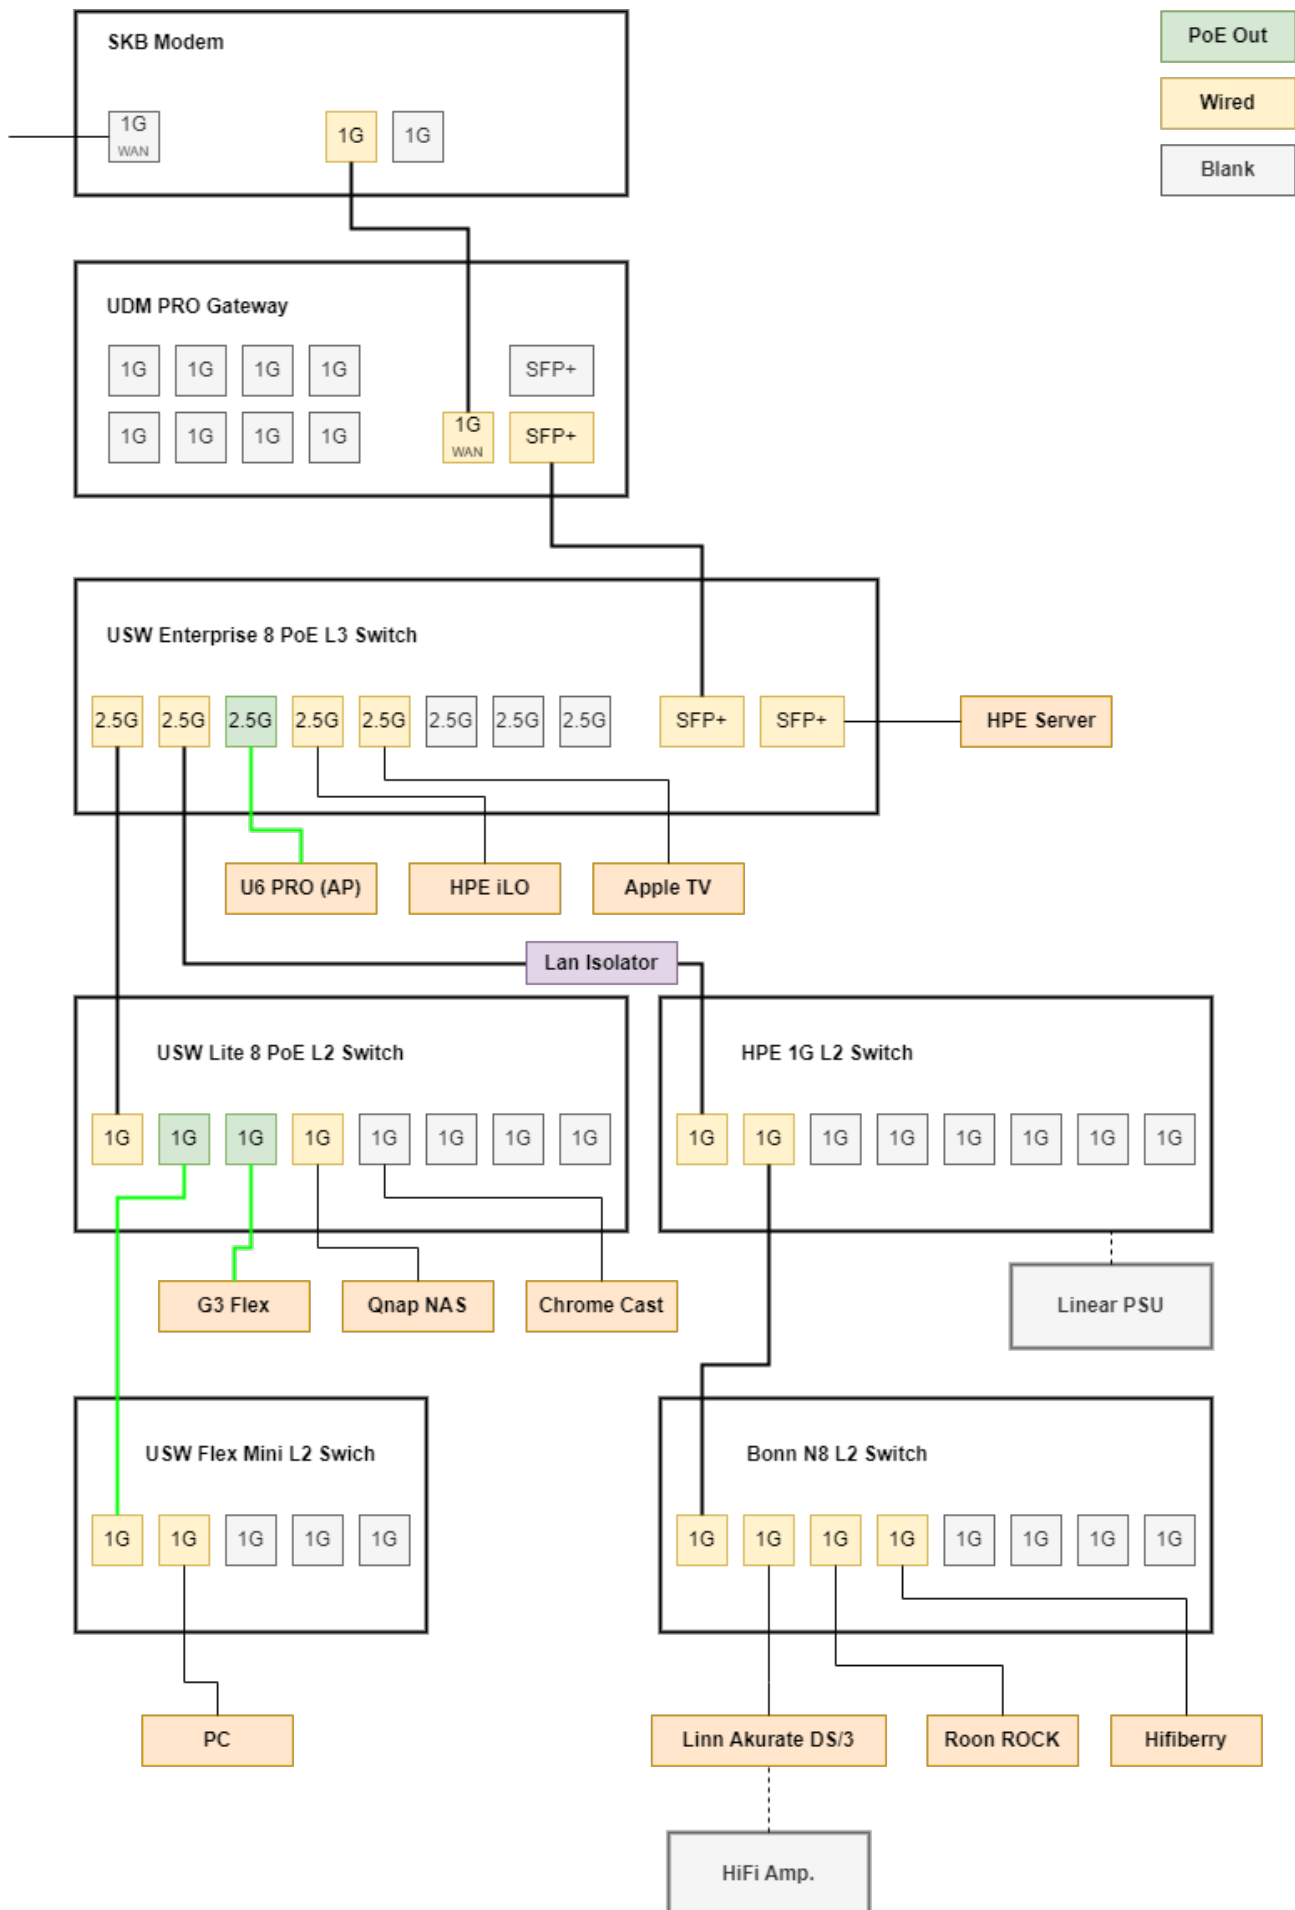 SKB Modem
PoE Out
Wired
Blank
1G
WAN
1G
1G
UDM PRO Gateway
1G
1G
1G
1G
SFP+
1G
1G
1G
1G
1G
WAN
SFP+
USW Enterprise 8 PoE L3 Switch
2.5G
2.5G
2.5G
2.5G
2.5G
2.5G
2.5G
2.5G
SFP+
SFP+
HPE Server
U6 PRO (AP)
HPE iLO
Apple TV
Lan Isolator
USW Lite 8 PoE L2 Switch
1G
1G
1G
1G
1G
1G
1G
1G
HPE 1G L2 Switch
1G
1G
1G
1G
1G
1G
1G
1G
G3 Flex
Qnap NAS
Chrome Cast
Linear PSU
USW Flex Mini L2 Swich
1G
1G
1G
1G
1G
Bonn N8 L2 Switch
1G
1G
1G
1G
1G
1G
1G
1G
PC
Linn Akurate DS/3
Roon ROCK
Hifiberry
HiFi Amp.